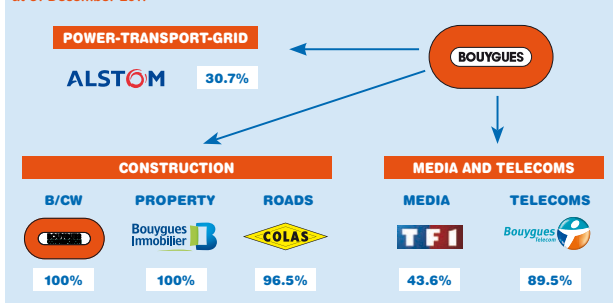 POWER-TRANSPORT-GRID
BOUYGUES
ALSTOM
30.7%
CONSTRUCTION
MEDIA AND TELECOMS
B/CW
PROPERTY
ROADS
MEDIA
TELECOMS
Bouygues
Immobilier
COLAS
TF1
Bouygues
Telecom
100%
100%
96.5%
43.6%
89.5%